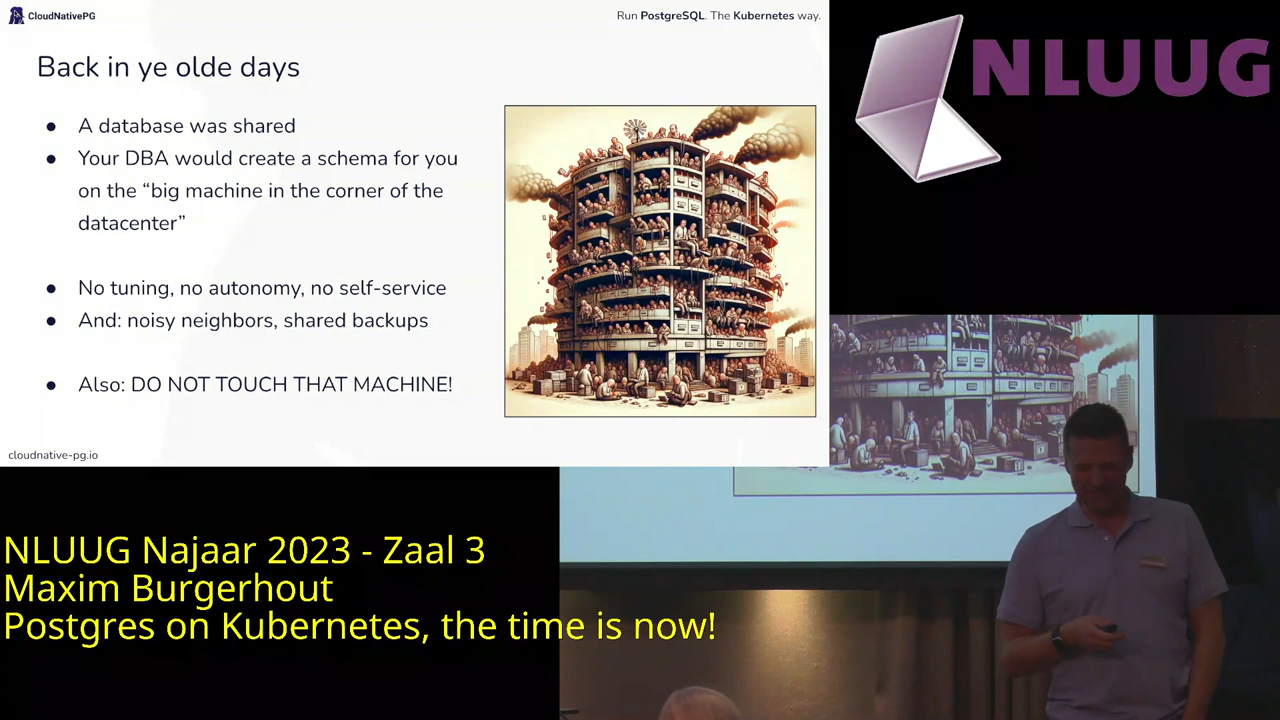 CloudNativePG
Run PostgreSQL. The Kubernetes way.
Back in ye olde days
● A database was shared
● Your DBA would create a schema for you
on the “big machine in the corner of the
datacenter”
● No tuning, no autonomy, no self-service
● And: noisy neighbors, shared backups
● Also: DO NOT TOUCH THAT MACHINE!
cloudnative-pg.io
NLUUG
NLUUG Najaar 2023 - Zaal 3
Maxim Burgerhout
Postgres on Kubernetes, the time is now!